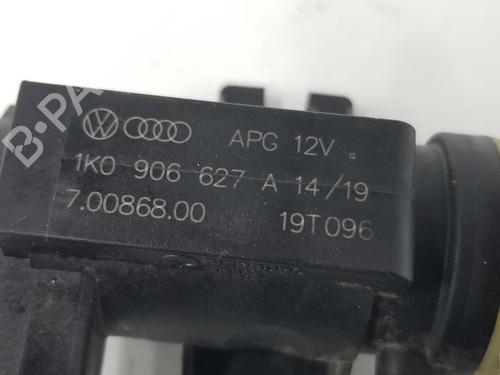 APG 12V
1K0 906 627 A 14/19
7.00868.00 19T096
B-PA